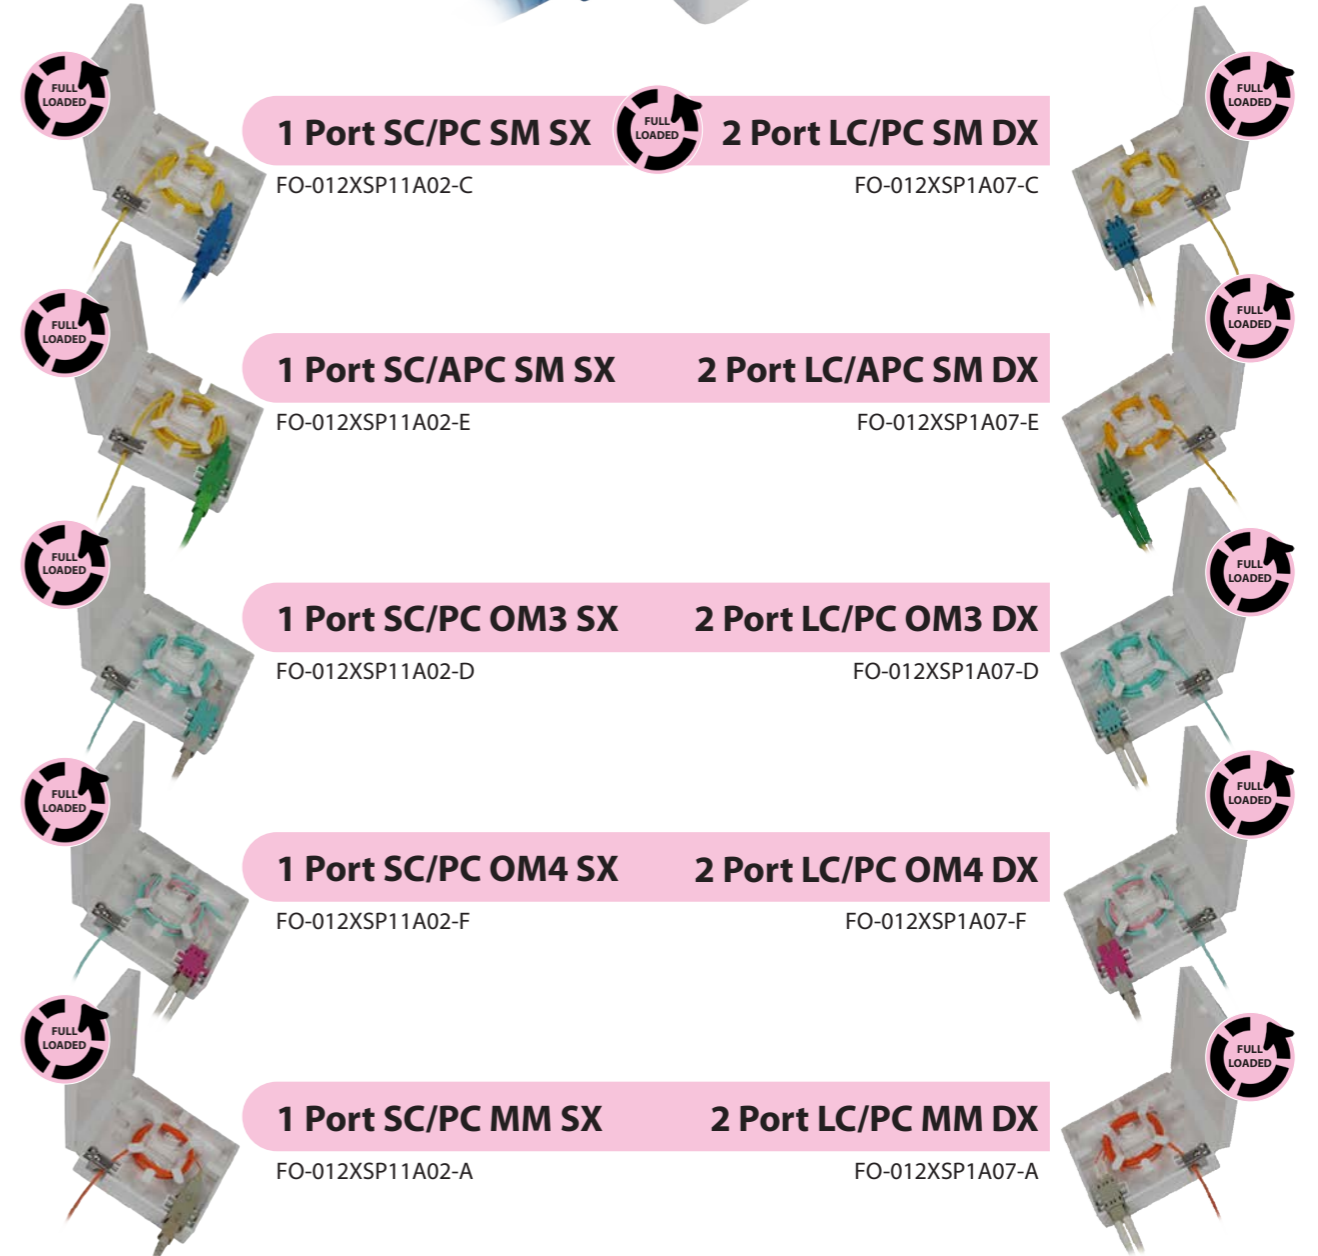 FULL
LOADED
1 Port SC/PC SM SX
FO-012XSP11A02-C
FULL
LOADED
2 Port LC/PC SM DX
FO-012XSP1A07-C
FULL
LOADED
FULL
LOADED
1 Port SC/APC SM SX
FO-012XSP11A02-E
2 Port LC/APC SM DX
FO-012XSP1A07-E
FULL
LOADED
FULL
LOADED
1 Port SC/PC OM3 SX
FO-012XSP11A02-D
2 Port LC/PC OM3 DX
FO-012XSP1A07-D
FULL
LOADED
FULL
LOADED
1 Port SC/PC OM4 SX
FO-012XSP11A02-F
2 Port LC/PC OM4 DX
FO-012XSP1A07-F
FULL
LOADED
FULL
LOADED
1 Port SC/PC MM SX
FO-012XSP11A02-A
2 Port LC/PC MM DX
FO-012XSP1A07-A
FULL
LOADED